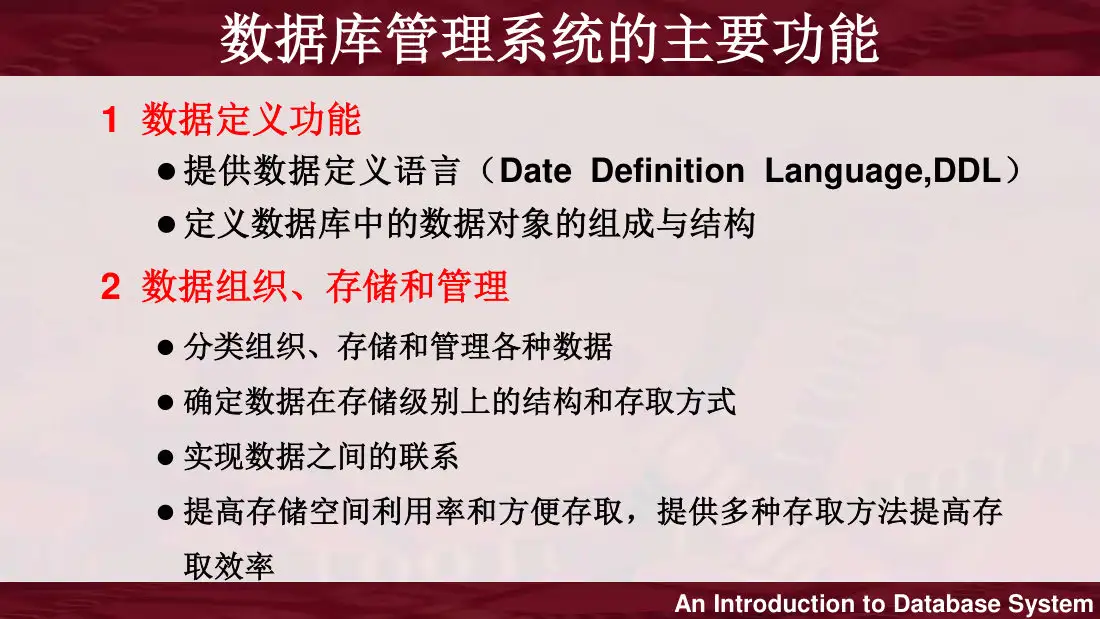 数据库管理系统的主要功能
1 数据定义功能
●提供数据定义语言（Date Definition Language,DDL）
●定义数据库中的数据对象的组成与结构
2 数据组织、存储和管理
●分类组织、存储和管理各种数据
●确定数据在存储级别上的结构和存取方式
●实现数据之间的联系
●提高存储空间利用率和方便存取，提供多种存取方法提高存
取效率
An Introduction to Database System